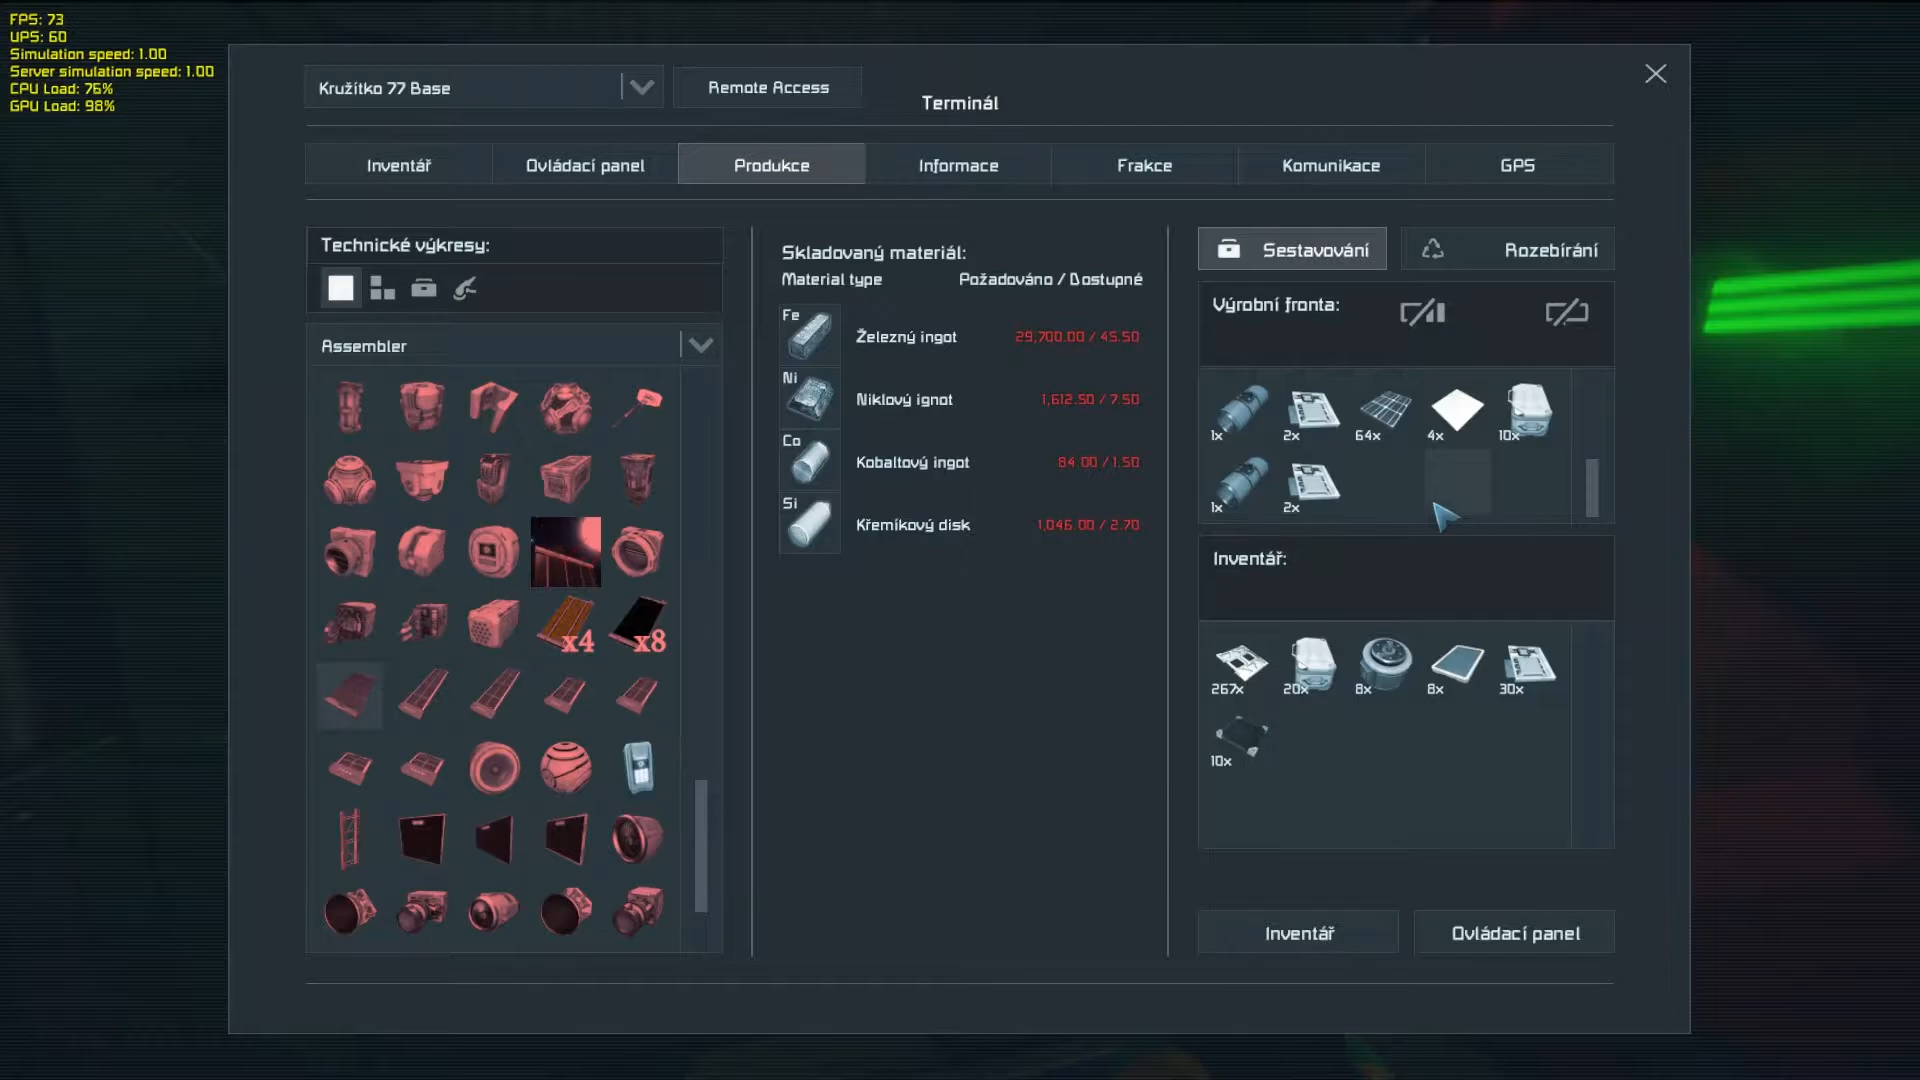 FPS: 73
UPS: 60
Simulation speed: 1.00
Server simulation speed: 1.00
CPU Load: 76%
GPU Load: 98%
Kružítko 77 Base
Remote Access
Terminál
Inventář
Ovládací panel
Produkce
Informace
Frakce
Komunikace
GPS
Technické výkresy:
Assembler
x4
x8
Skladovaný materiál:
Material type
Požadováno / Dostupné
Fe
Železný ingot
29,700.00 / 45.50
Ni
Niklový ignot
1,612.50 / 7.50
Co
Kobaltový ingot
84.00 / 1.50
Si
Křemíkový disk
1,046.00 / 2.70
Sestavování
Rozebírání
Výrobní fronta:
1x
2x
64x
4x
10x
1x
2x
Inventář:
267x
20x
8x
8x
30x
10x
Inventář
Ovládací panel